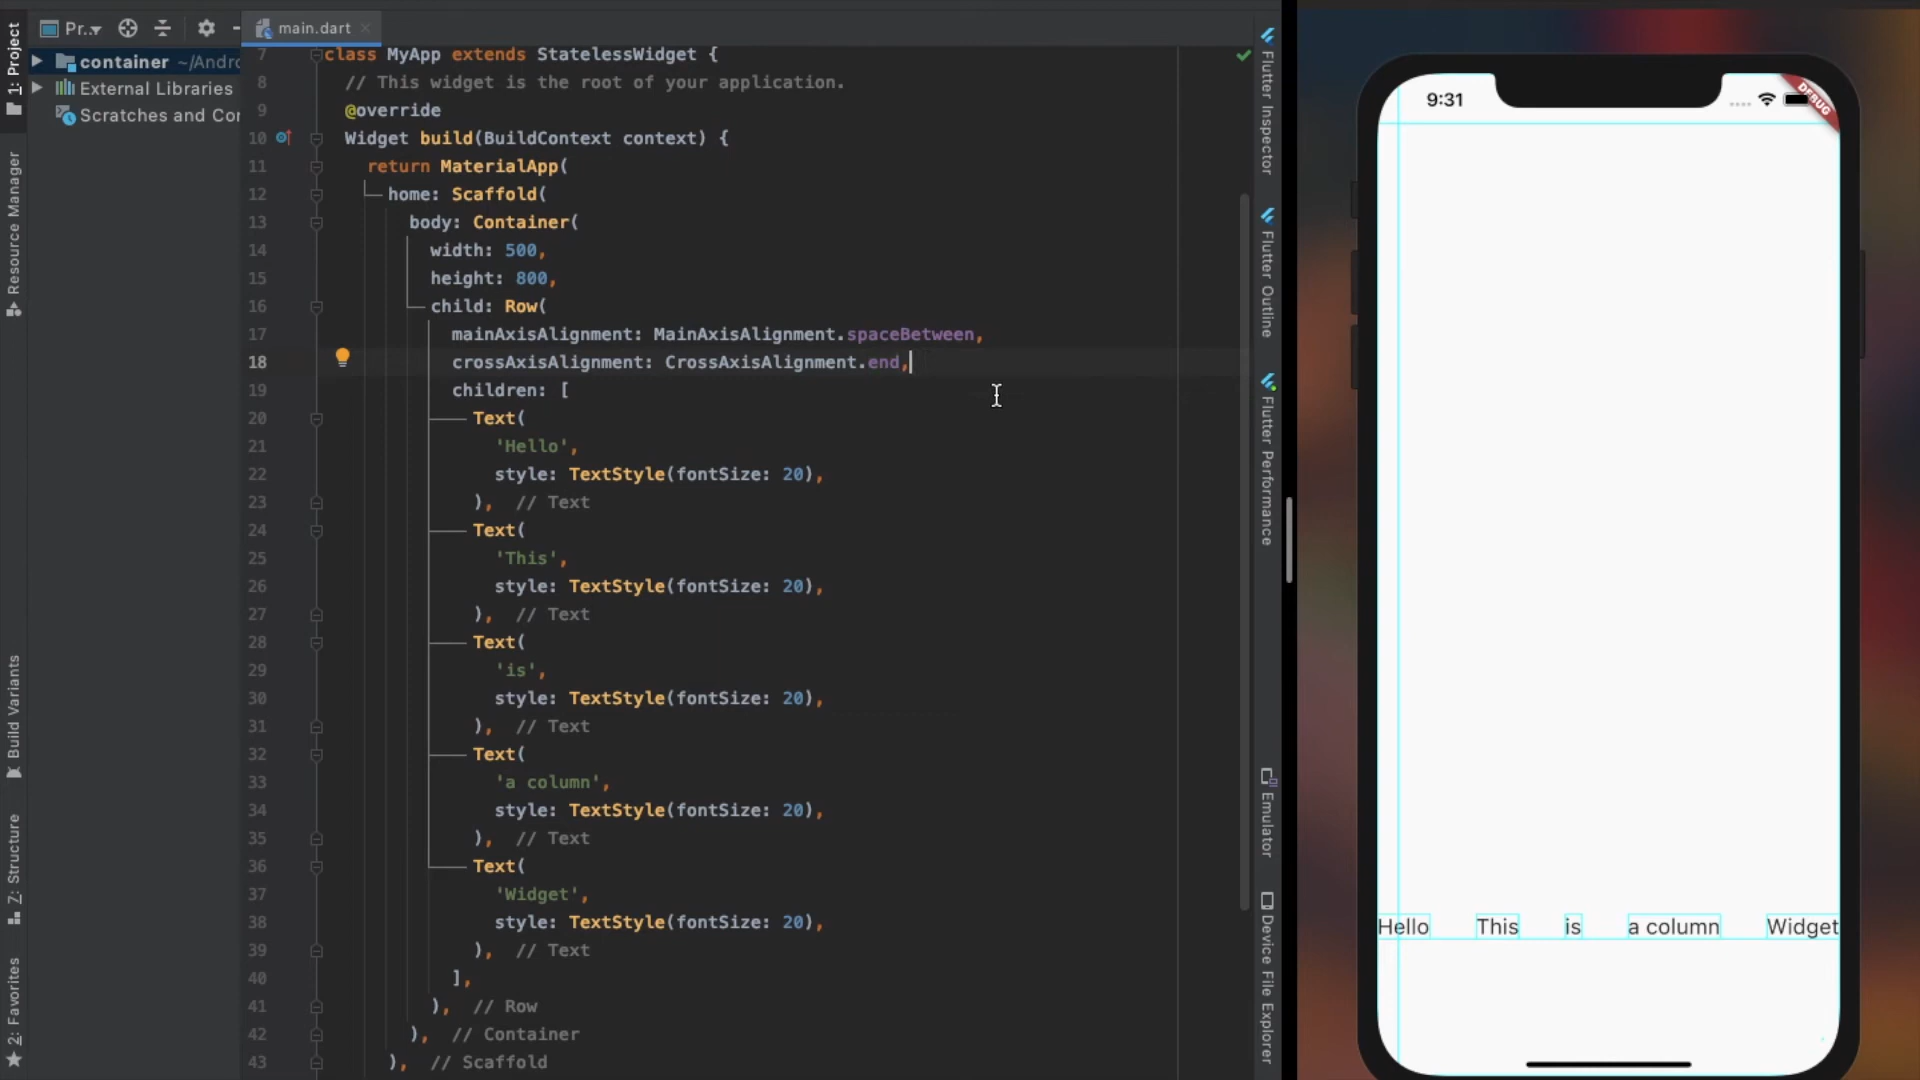 1: Project
Resource Manager
Build Variants
Z: Structure
2: Favorites
Pr..
container ~/Andro
External Libraries
Scratches and Con
main.dart
7 class MyApp extends StatelessWidget {
8 // This widget is the root of your application.
9 @override
10 Widget build(BuildContext context) {
11 return MaterialApp(
12 home: Scaffold(
13 body: Container(
14 width: 500,
15 height: 800,
16 child: Row(
17 mainAxisAlignment: MainAxisAlignment.spaceBetween,
18 crossAxisAlignment: CrossAxisAlignment.end,
19 children: [
20 Text(
21 'Hello',
22 style: TextStyle(fontSize: 20),
23 ), // Text
24 Text(
25 'This',
26 style: TextStyle(fontSize: 20),
27 ), // Text
28 Text(
29 'is',
30 style: TextStyle(fontSize: 20),
31 ), // Text
32 Text(
33 'a column',
34 style: TextStyle(fontSize: 20),
35 ), // Text
36 Text(
37 'Widget',
38 style: TextStyle(fontSize: 20),
39 ), // Text
40 ],
41 ), // Row
42 ), // Container
43 ), // Scaffold
Flutter Inspector
Flutter Outline
Flutter Performance
Emulator
Device File Explorer
9:31
DEBUG
Hello This is a column Widget